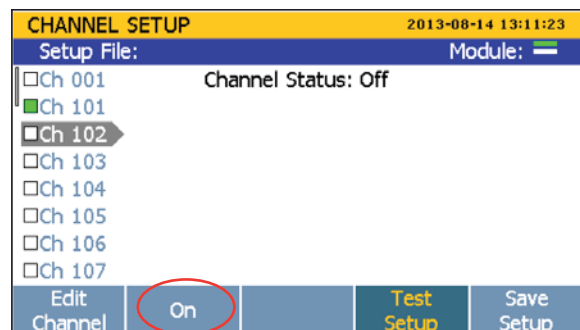 CHANNEL SETUP 2013-08-14 13:11:23
Setup File: Module:
Ch 001 Channel Status: Off
Ch 101
Ch 102
Ch 103
Ch 104
Ch 105
Ch 106
Ch 107
Edit Channel On Test Setup Save Setup